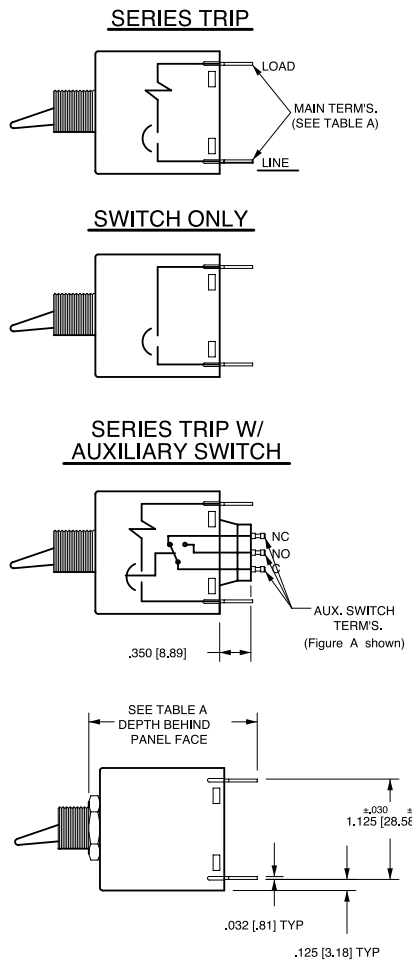 SERIES TRIP
LOAD
MAIN TERM'S.
(SEE TABLE A)
LINE
SWITCH ONLY
SERIES TRIP W/
AUXILIARY SWITCH
NC
NO
C
AUX. SWITCH
TERM'S.
(Figure A shown)
.350 [8.89]
SEE TABLE A
DEPTH BEHIND
PANEL FACE
±.030 ±
1.125 [28.58
.032 [.81] TYP
.125 [3.18] TYP